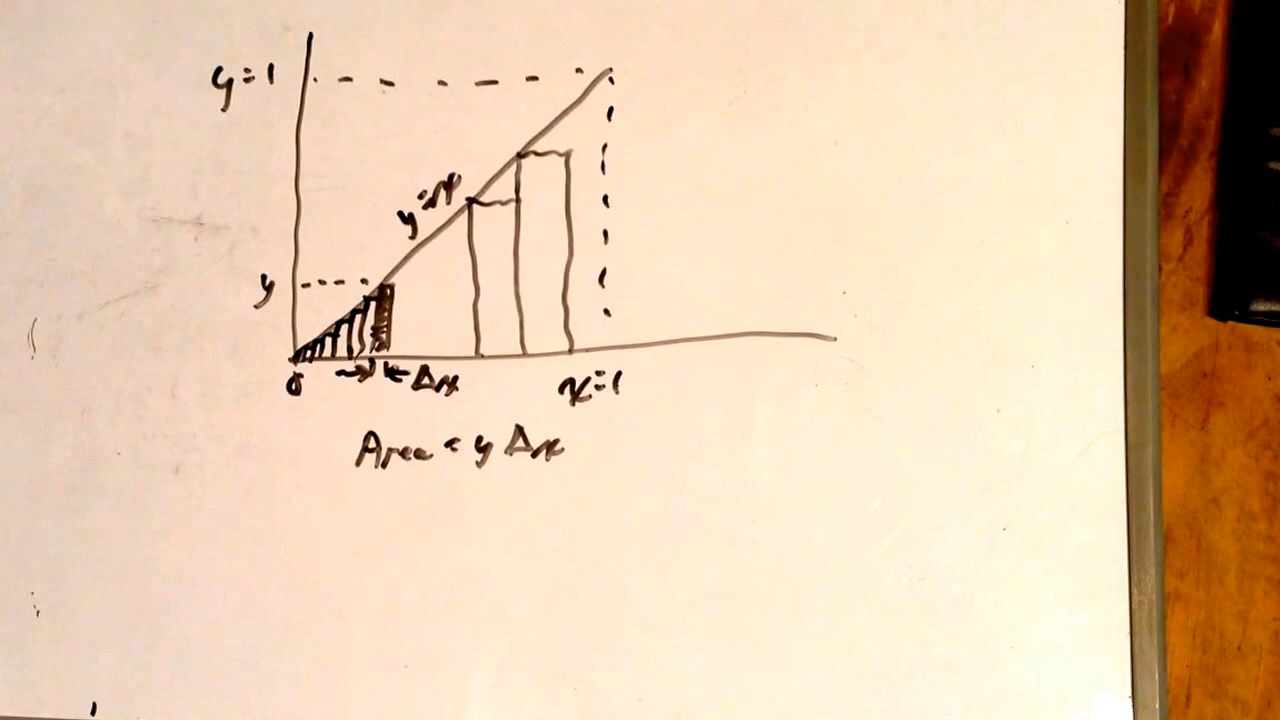 y=1
y=x
y
0
Δx
x=1
Area = y Δx